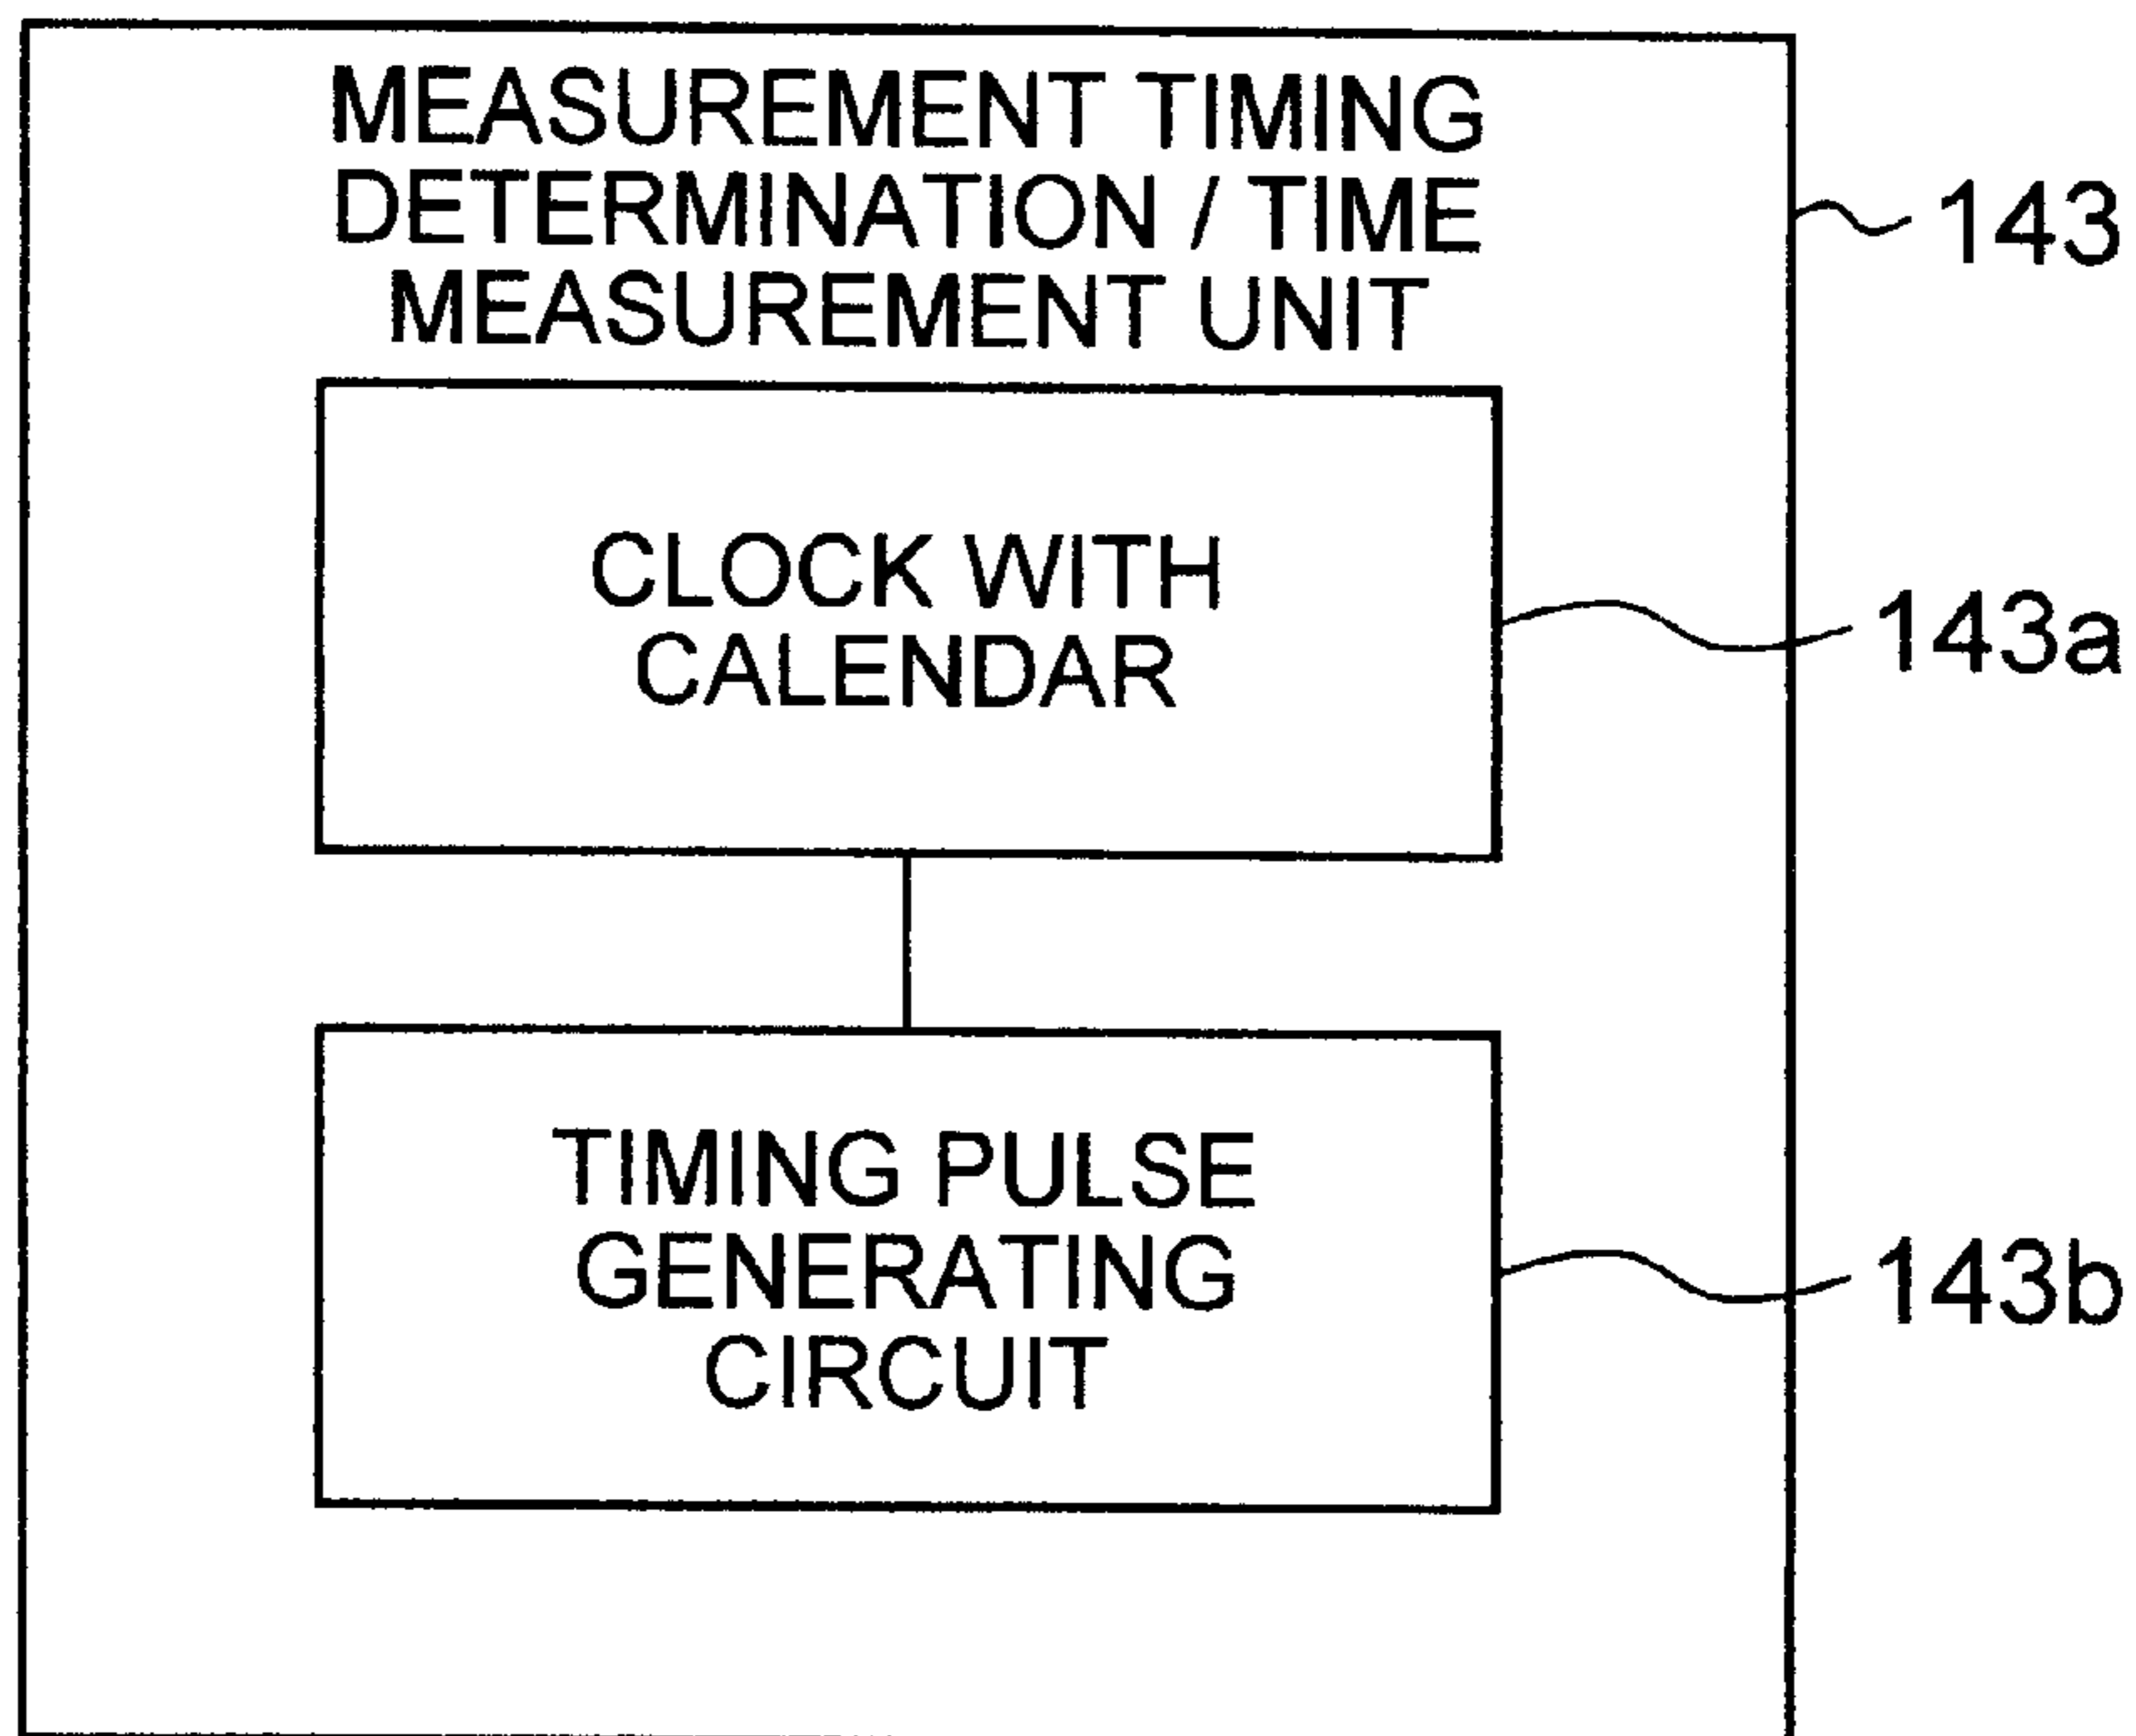 MEASUREMENT TIMING
DETERMINATION / TIME
MEASUREMENT UNIT
143
CLOCK WITH
CALENDAR
143a
TIMING PULSE
GENERATING
CIRCUIT
143b